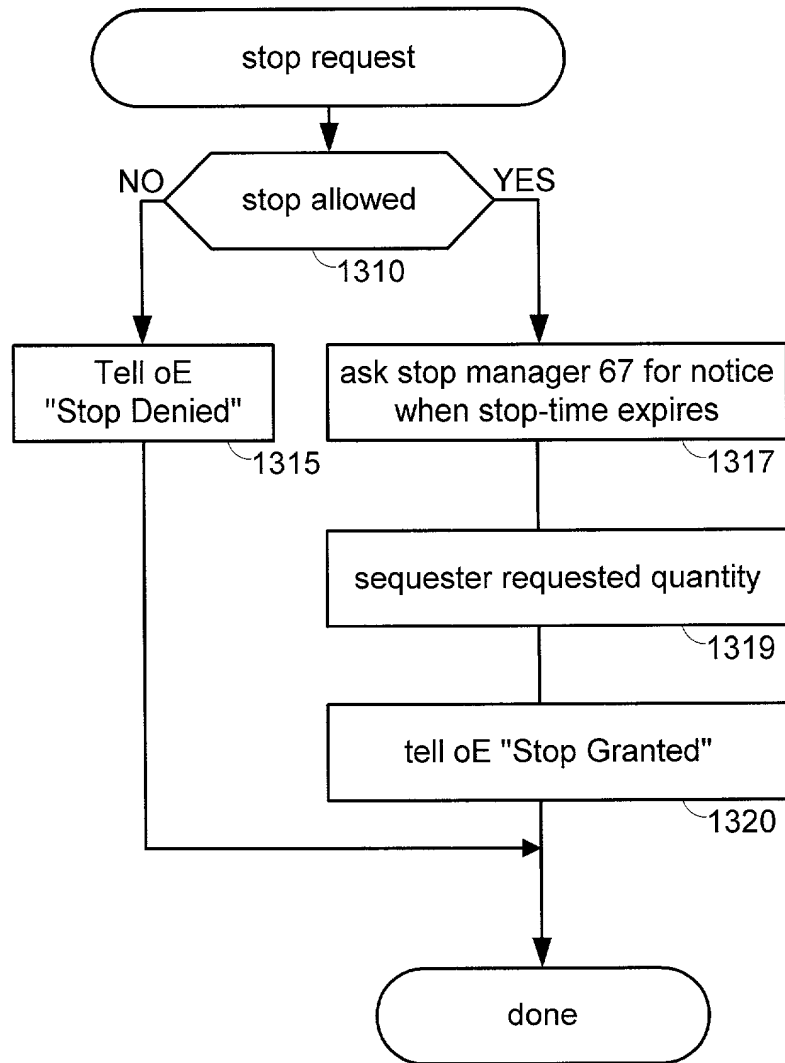 stop request
NO
YES
stop allowed
1310
Tell oE
"Stop Denied"
1315
ask stop manager 67 for notice
when stop-time expires
1317
sequester requested quantity
1319
tell oE "Stop Granted"
1320
done